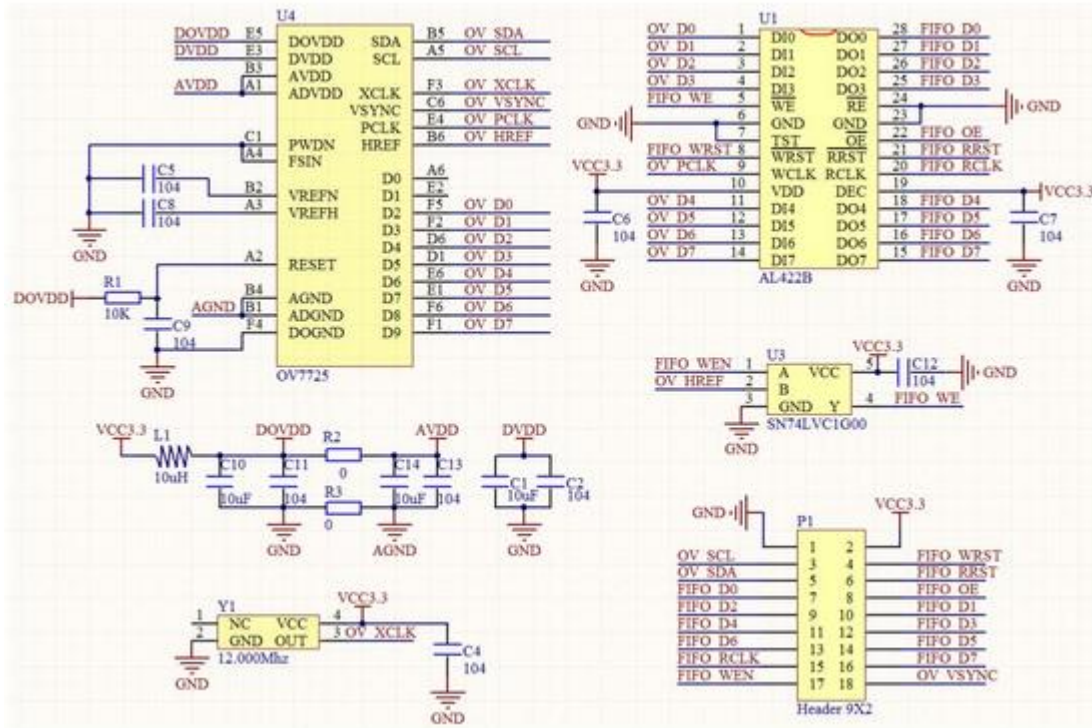 U4
DOVDD E5 DOVDD SDA B5 OV SDA
DVDD E3 DVDD SCL A5 OV SCL
B3 AVDD
AVDD A1 ADVDD XCLK F3 OV XCLK
VSYNC C6 OV VSYNC
PCLK E4 OV PCLK
C1 PWDN HREF B6 OV HREF
A4 FSIN
D0 A6
C5 104 B2 VREFN D1 E2
C8 104 A3 VREFH D2 F5 OV D0
D3 F2 OV D1
D4 D6 OV D2
GND
A2 RESET D5 D1 OV D3
D6 E6 OV D4
DOVDD R1 10K B4 AGND D7 E1 OV D5
AGND B1 ADGND D8 F6 OV D6
C9 104 F4 DOGND D9 F1 OV D7
GND
OV7725
U1
OV D0 1 DI0 DO0 28 FIFO D0
OV D1 2 DI1 DO1 27 FIFO D1
OV D2 3 DI2 DO2 26 FIFO D2
OV D3 4 DI3 DO3 25 FIFO D3
FIFO WE 5 WE RE 24
GND 6 GND GND 23 GND
7 TST OE 22 FIFO OE
FIFO WRST 8 WRST RRST 21 FIFO RRST
OV PCLK 9 WCLK RCLK 20 FIFO RCLK
VCC3.3 10 VDD DEC 19 VCC3.3
OV D4 11 DI4 DO4 18 FIFO D4
OV D5 12 DI5 DO5 17 FIFO D5
OV D6 13 DI6 DO6 16 FIFO D6
OV D7 14 DI7 DO7 15 FIFO D7
C6 104
C7 104
GND
GND
AL422B
U3
VCC3.3
FIFO WEN 1 A VCC 5 C12 104 GND
OV HREF 2 B
3 GND Y 4 FIFO WE
GND
SN74LVC1G00
VCC3.3 L1 10uH DOVDD R2 0 AVDD DVDD
C10 10uF C11 104 C14 10uF C13 104 C1 10uF C2 104
R3 0
GND AGND GND
Y1
VCC3.3
1 NC VCC 4
2 GND OUT 3 OV XCLK
12.000Mhz
GND
C4 104
GND
GND P1 VCC3.3
1 2
OV SCL 3 4 FIFO WRST
OV SDA 5 6 FIFO RRST
FIFO D0 7 8 FIFO OE
FIFO D2 9 10 FIFO D1
FIFO D4 11 12 FIFO D3
FIFO D6 13 14 FIFO D5
FIFO RCLK 15 16 FIFO D7
FIFO WEN 17 18 OV VSYNC
Header 9X2